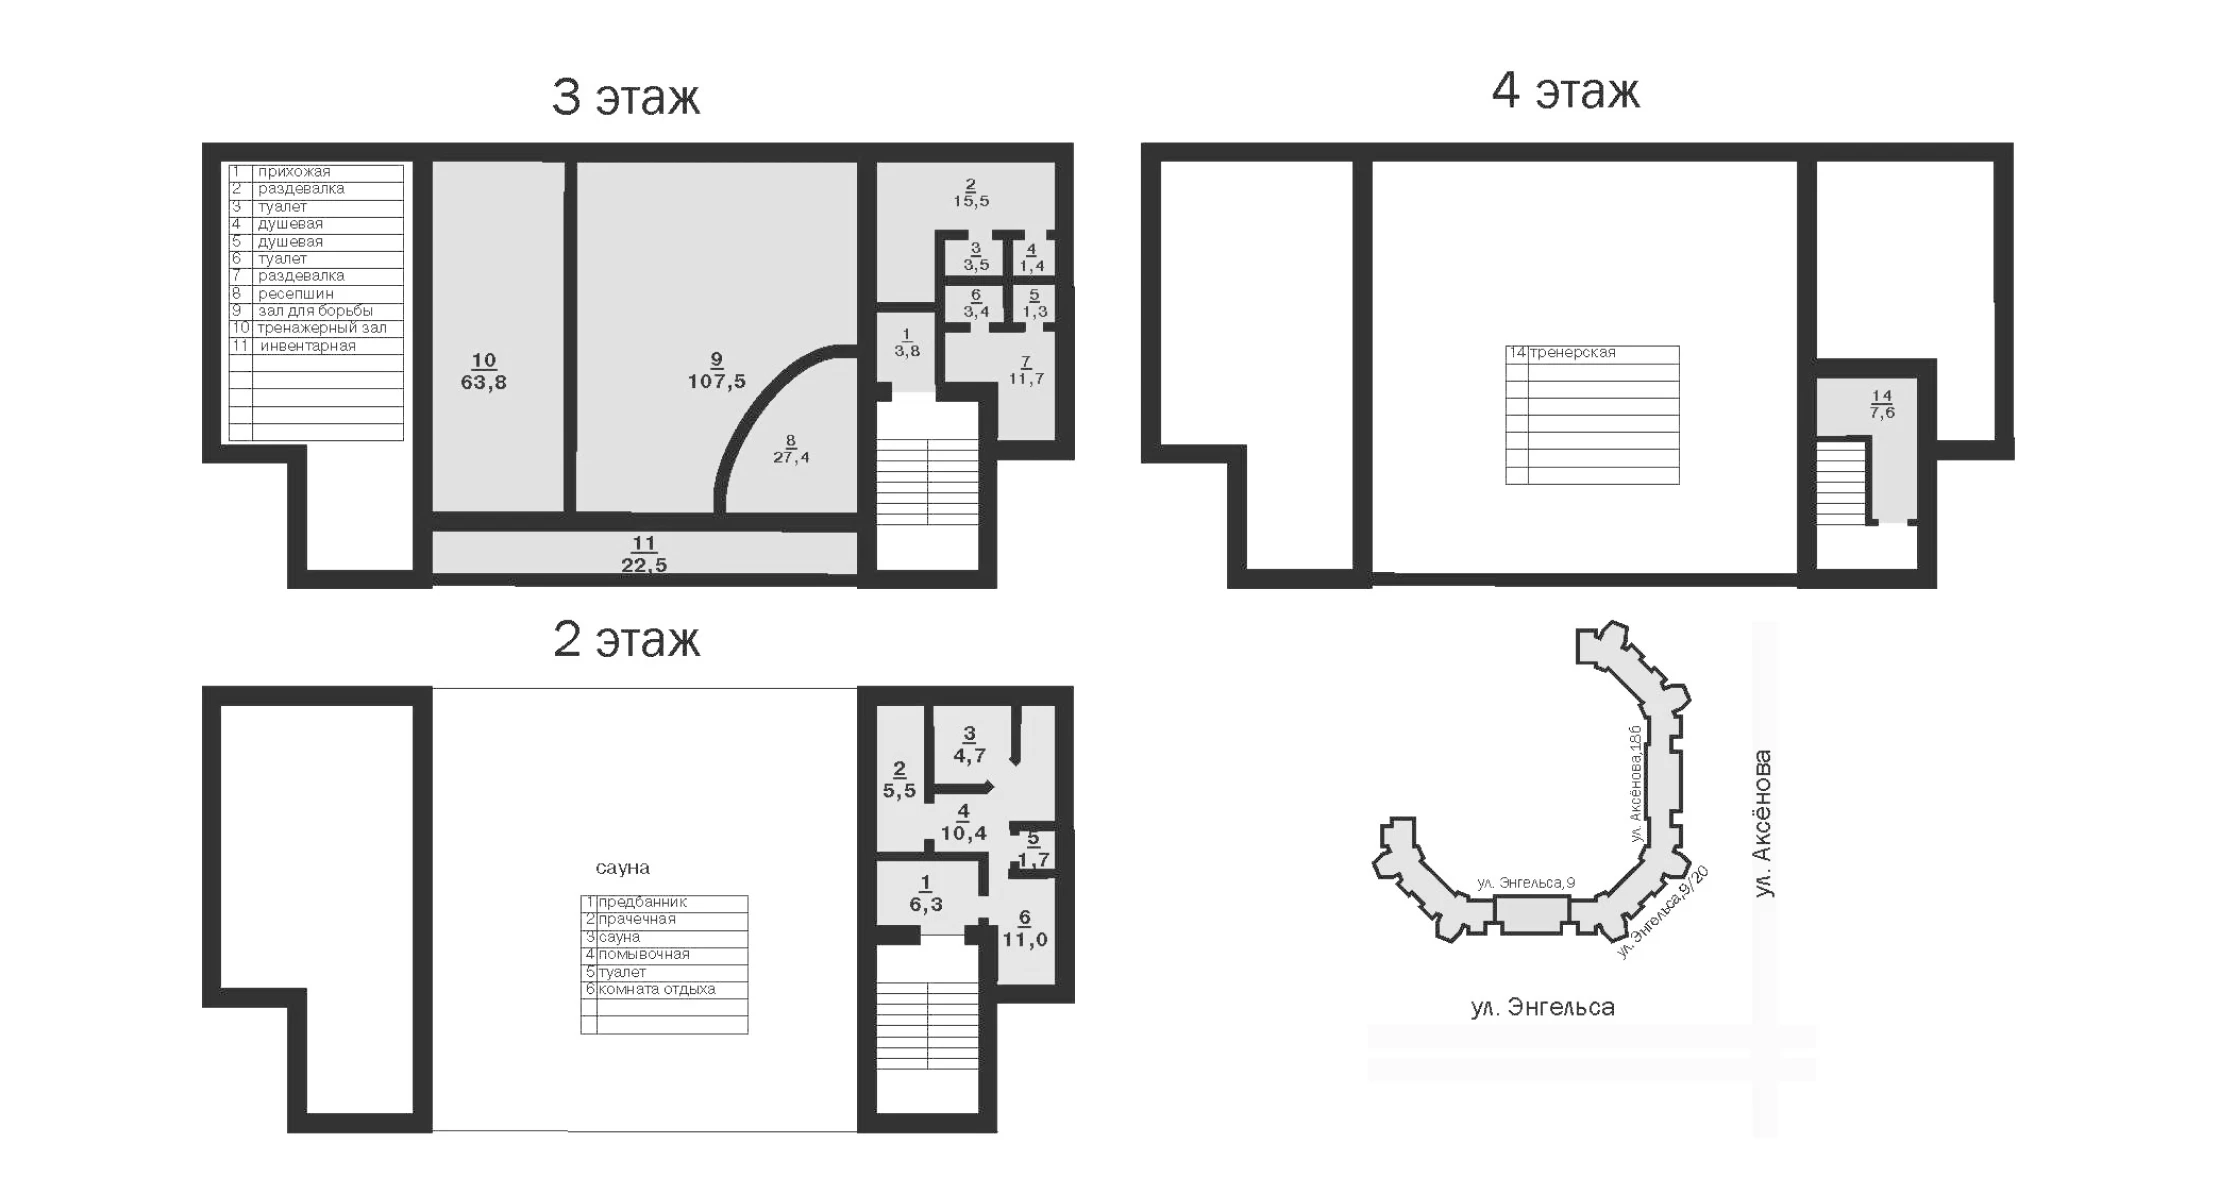 3 этаж
1 прихожая
2 раздевалка
3 туалет
4 душевая
5 душевая
6 туалет
7 раздевалка
8 ресепшин
9 зал для борьбы
10 тренажерный зал
11 инвентарная
10
63,8
9
107,5
8
27,4
11
22,5
2
15,5
3
3,5
4
1,4
6
3,4
5
1,3
1
3,8
7
11,7
4 этаж
14 тренерская
14
7,6
2 этаж
сауна
1 предбанник
2 прачечная
3 сауна
4 помывочная
5 туалет
6 комната отдыха
3
4,7
2
5,5
4
10,4
5
1,7
1
6,3
6
11,0
ул. Аксёнова,18б
ул. Аксёнова
ул. Энгельса,9
ул. Энгельса,9/20
ул. Энгельса